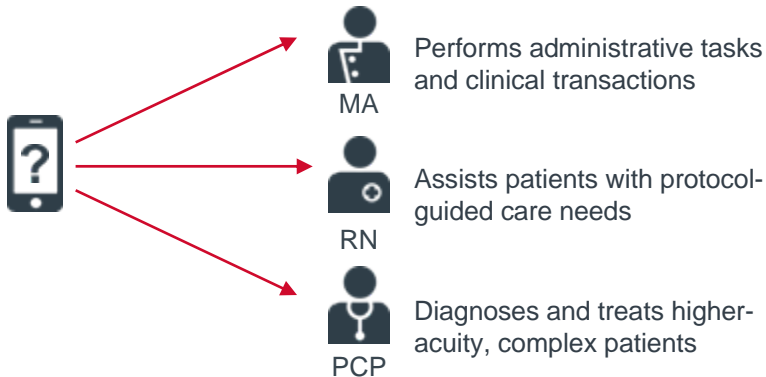 ?
MA
Performs administrative tasks
and clinical transactions
RN
Assists patients with protocol-
guided care needs
PCP
Diagnoses and treats higher-
acuity, complex patients